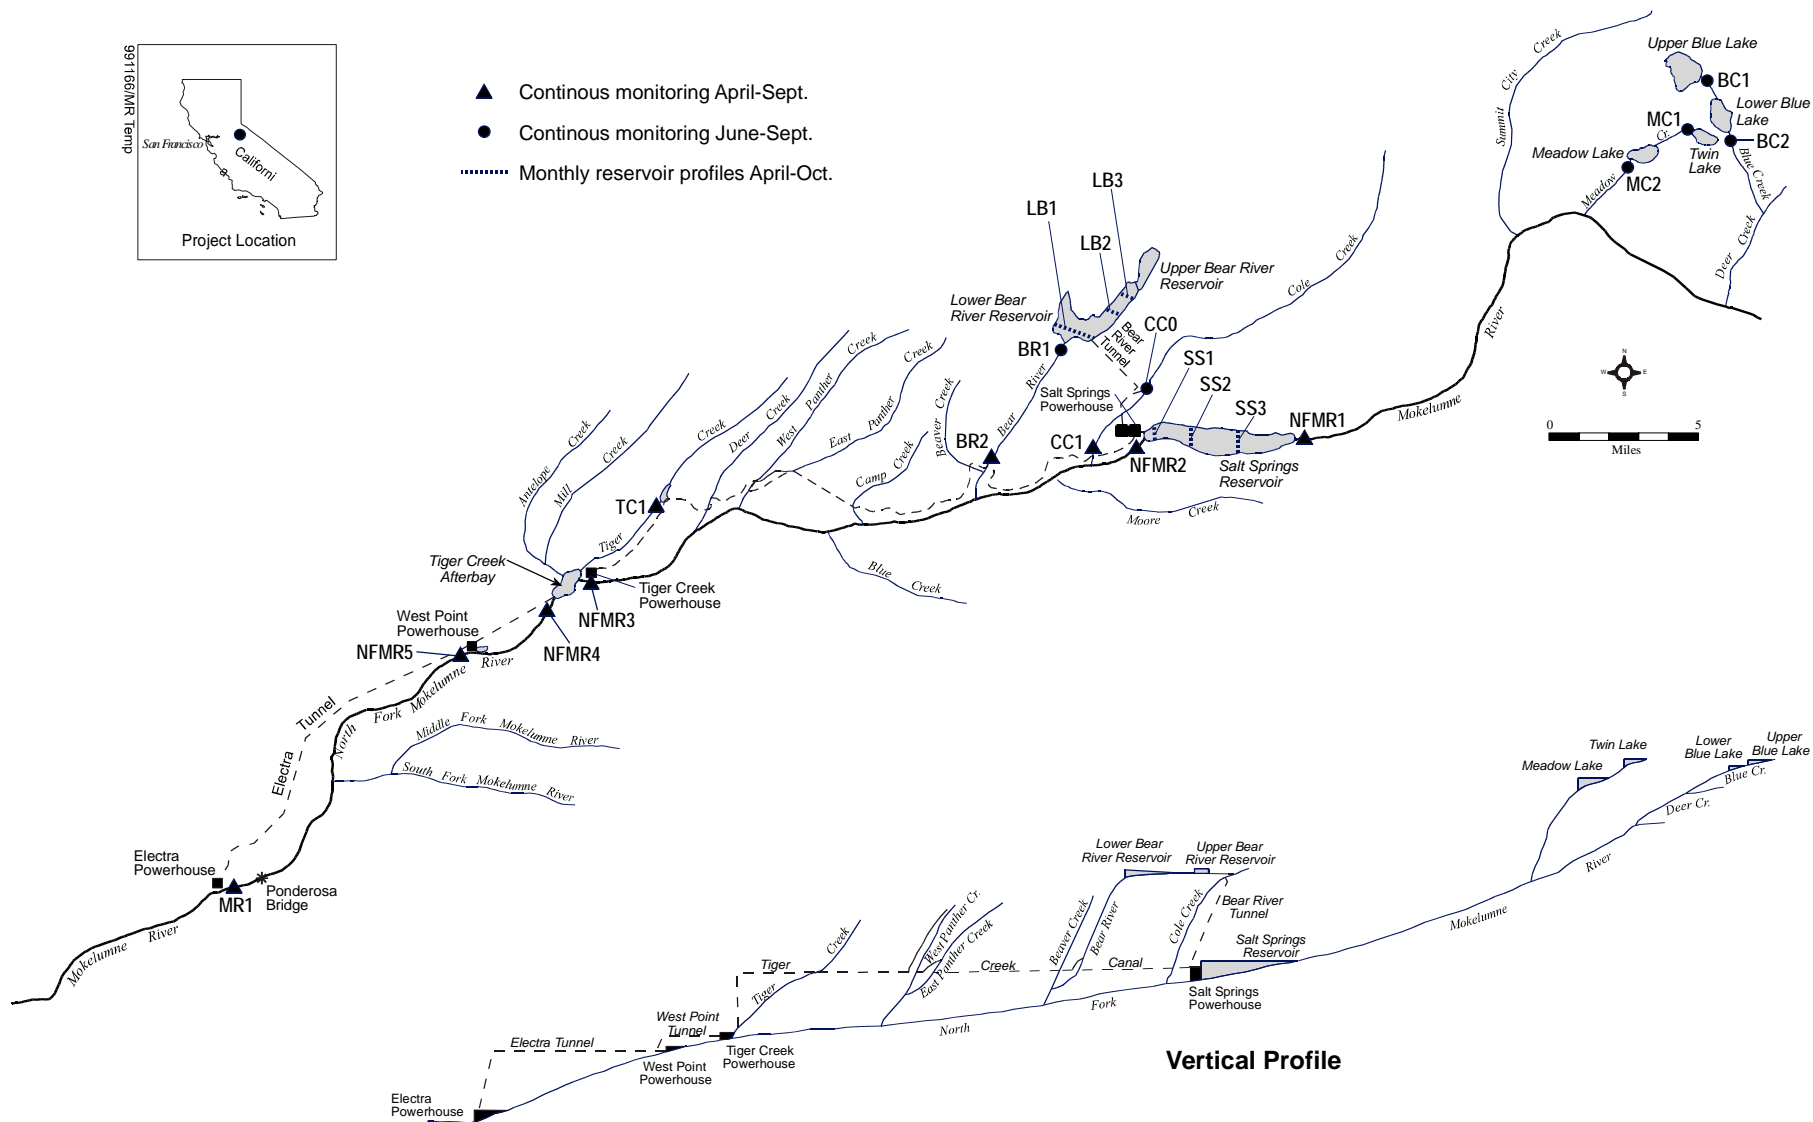 991116/MR Temp
San Francisco
Californi
a
Project Location
Continous monitoring April-Sept.
Continous monitoring June-Sept.
Monthly reservoir profiles April-Oct.
Summit City Creek
Upper Blue Lake
BC1
Lower Blue
Lake
MC1
Cr.
BC2
Meadow Lake
Twin
Lake
MC2
Meadow
Blue Creek
Deer Creek
LB3
LB1
LB2
Upper Bear River
Reservoir
Lower Bear
River Reservoir
Bear
River
Tunnel
Cole Creek
CC0
BR1
River
Bear
Salt Springs
Powerhouse
SS1
SS2
SS3
NFMR1
Mokelumne
River
N
W
E
S
0
5
Miles
BR2
CC1
NFMR2
Salt Springs
Reservoir
Moore Creek
Beaver Creek
Camp Creek
East Panther Creek
West Panther Creek
Deer Creek
Creek
Tiger
TC1
Antelope Creek
Mill Creek
Blue Creek
Tiger Creek
Afterbay
Tiger Creek
Powerhouse
NFMR3
West Point
Powerhouse
NFMR4
NFMR5
River
North Fork Mokelumne
Electra Tunnel
Middle Fork Mokelumne River
South Fork Mokelumne River
Electra
Powerhouse
MR1
Ponderosa
Bridge
Mokelumne River
Twin Lake
Meadow Lake
Lower
Blue Lake
Upper
Blue Lake
Blue Cr.
Deer Cr.
River
Mokelumne
Lower Bear
River Reservoir
Upper Bear
River Reservoir
Bear River
Tunnel
Cole Creek
Bear River
Beaver Creek
Salt Springs
Reservoir
Salt Springs
Powerhouse
West Panther Cr.
East Panther Creek
Tiger Creek Canal
Tiger Creek
Fork
North
West Point
Tunnel
Tiger Creek
Powerhouse
Electra Tunnel
West Point
Powerhouse
Electra
Powerhouse
Vertical Profile